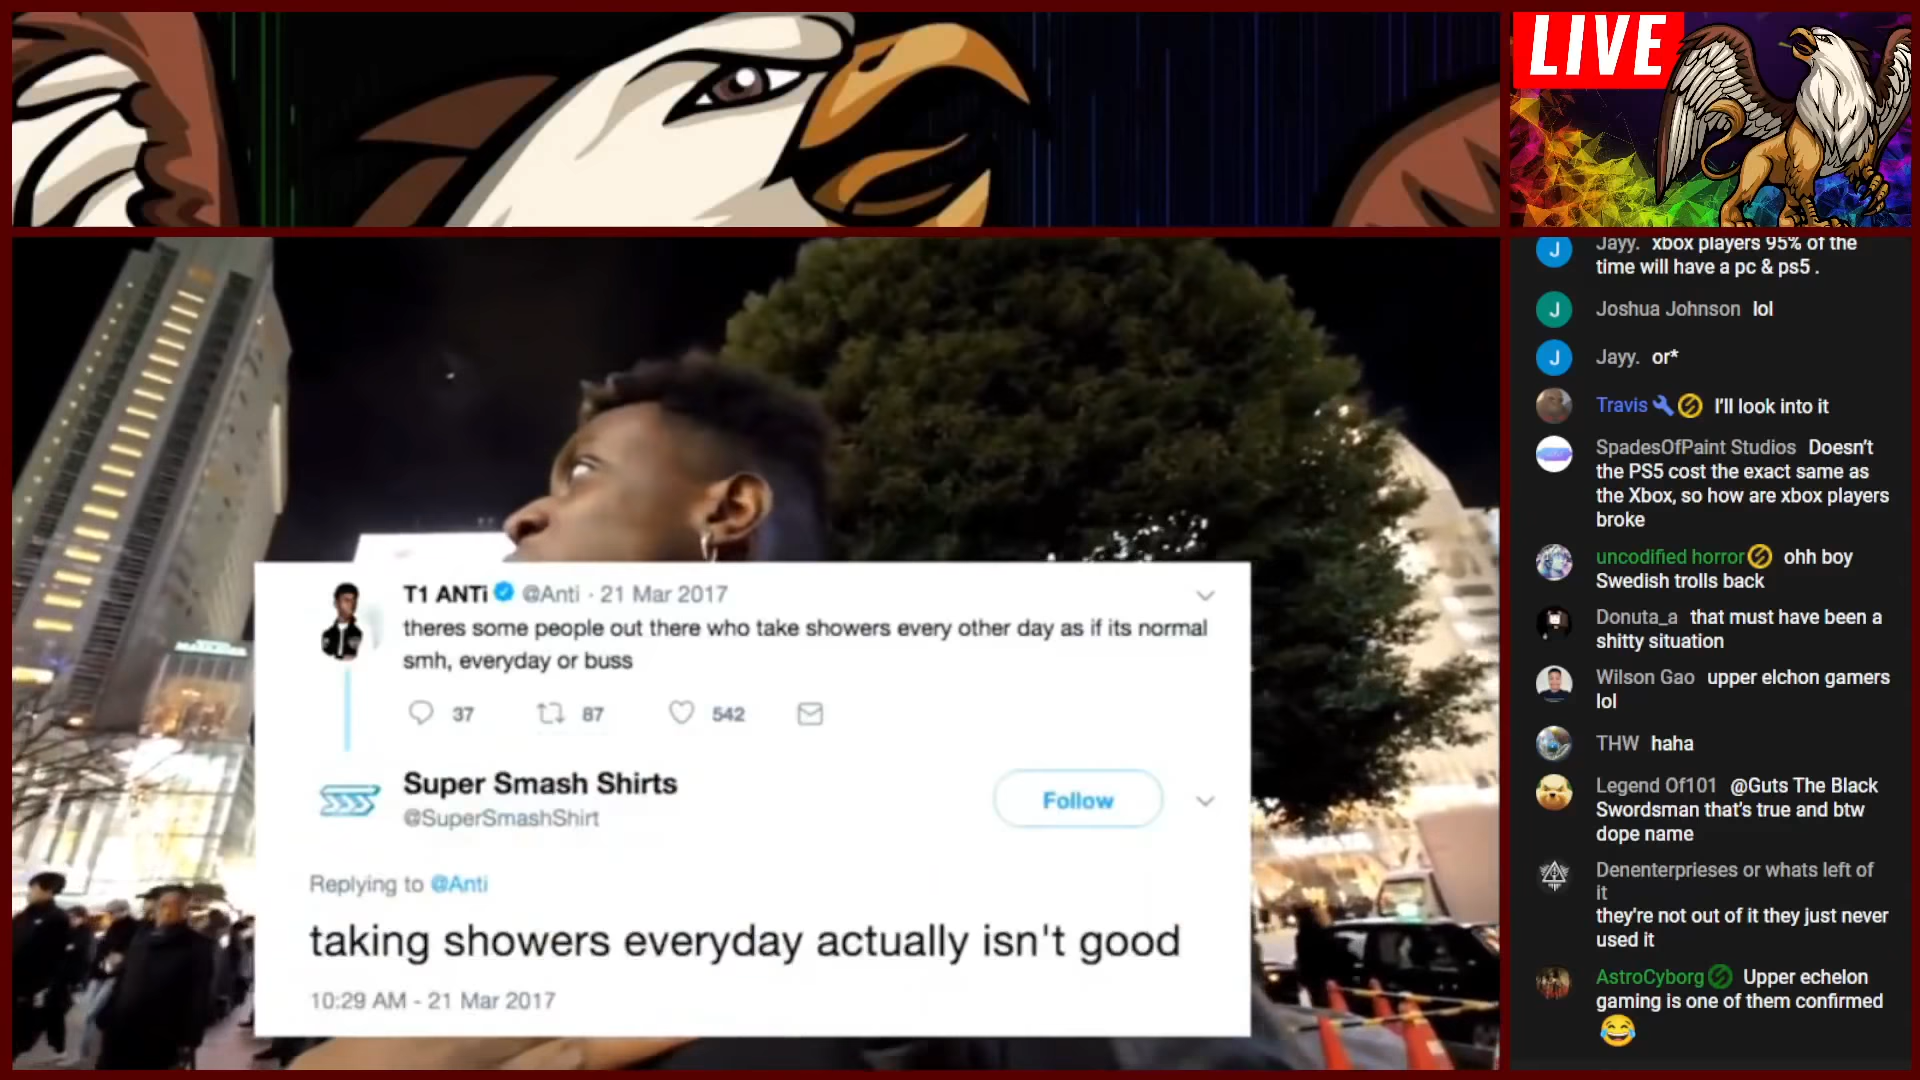 LIVE
Jayy. xbox players 95% of the
time will have a pc & ps5 .
Joshua Johnson lol
Jayy. or*
Travis I'll look into it
SpadesOfPaint Studios Doesn't
the PS5 cost the exact same as
the Xbox, so how are xbox players
broke
uncodified horror ohh boy
Swedish trolls back
Donuta_a that must have been a
shitty situation
Wilson Gao upper elchon gamers
lol
THW haha
Legend Of101 @Guts The Black
Swordsman that's true and btw
dope name
Denenterprieses or whats left of
it
they're not out of it they just never
used it
AstroCyborg Upper echelon
gaming is one of them confirmed
😂
T1 ANTi @Anti · 21 Mar 2017
theres some people out there who take showers every other day as if its normal
smh, everyday or buss
37 87 542
Super Smash Shirts
@SuperSmashShirt
Follow
Replying to @Anti
taking showers everyday actually isn't good
10:29 AM - 21 Mar 2017